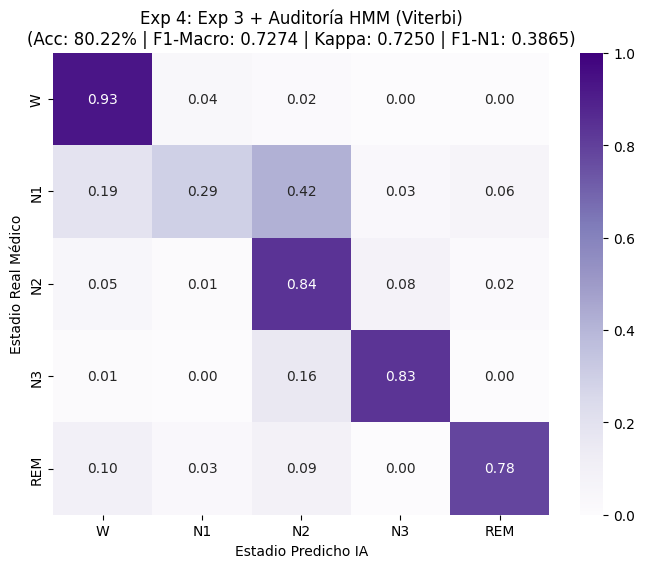 Exp 4: Exp 3 + Auditoría HMM (Viterbi)
(Acc: 80.22% | F1-Macro: 0.7274 | Kappa: 0.7250 | F1-N1: 0.3865)
Estadio Real Médico
W 0.93 0.04 0.02 0.00 0.00
N1 0.19 0.29 0.42 0.03 0.06
N2 0.05 0.01 0.84 0.08 0.02
N3 0.01 0.00 0.16 0.83 0.00
REM 0.10 0.03 0.09 0.00 0.78
W N1 N2 N3 REM
Estadio Predicho IA
1.0
0.8
0.6
0.4
0.2
0.0